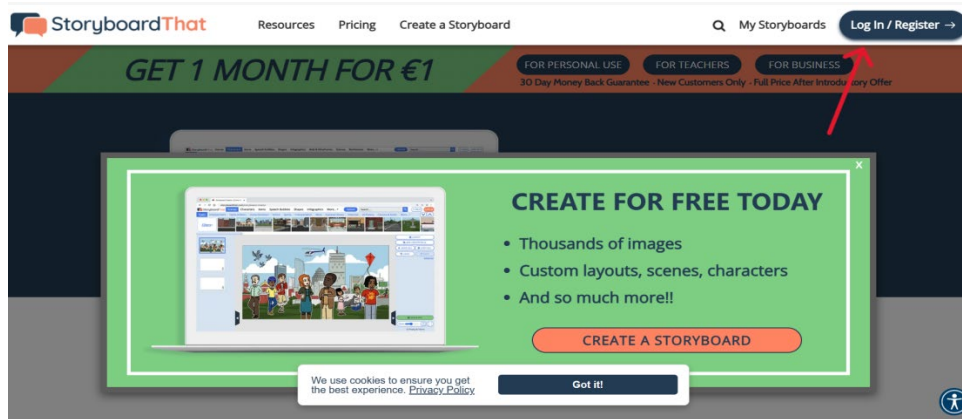 StoryboardThat Resources Pricing Create a Storyboard My Storyboards Log In / Register →
GET 1 MONTH FOR €1
FOR PERSONAL USE FOR TEACHERS FOR BUSINESS
30 Day Money Back Guarantee - New Customers Only - Full Price After Introductory Offer
x
CREATE FOR FREE TODAY
• Thousands of images
• Custom layouts, scenes, characters
• And so much more!!
CREATE A STORYBOARD
We use cookies to ensure you get
the best experience. Privacy Policy
Got it!